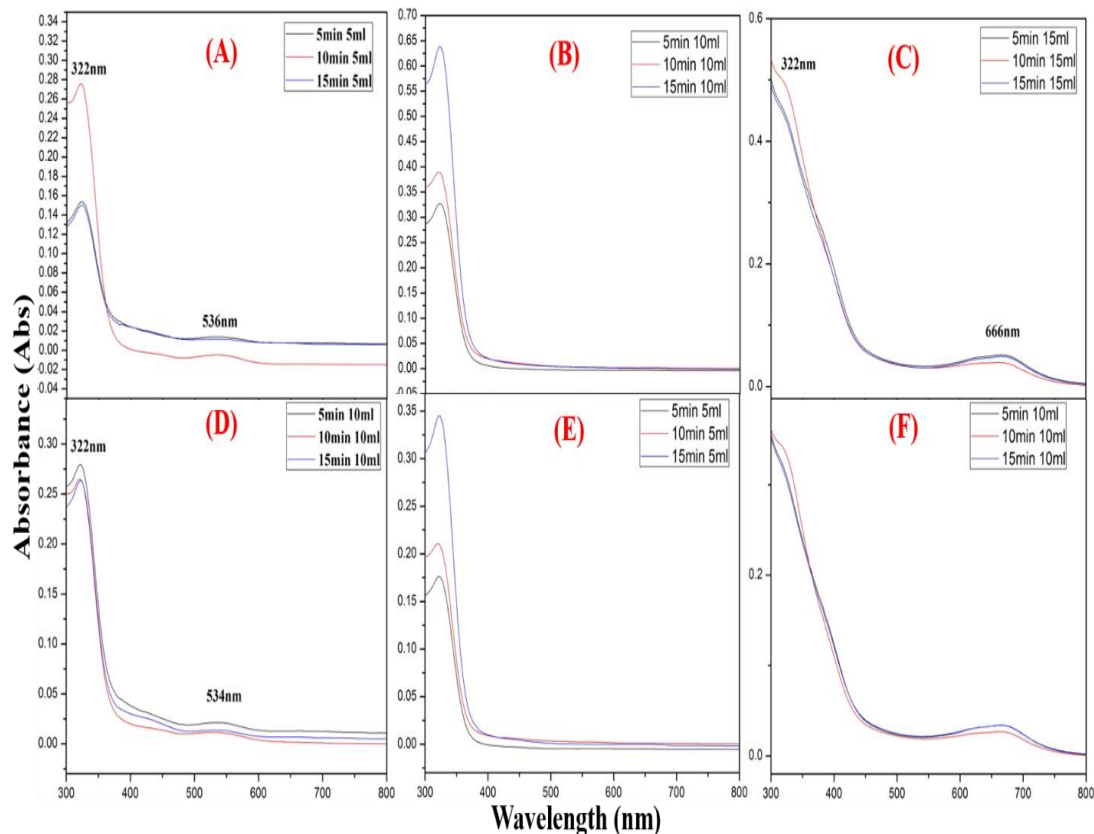 Absorbance (Abs)
(A)
322nm
536nm
5min 5ml
10min 5ml
15min 5ml
0.34
0.32
0.30
0.28
0.26
0.24
0.22
0.20
0.18
0.16
0.14
0.12
0.10
0.08
0.06
0.04
0.02
0.00
-0.02
-0.04
(B)
5min 10ml
10min 10ml
15min 10ml
0.70
0.65
0.60
0.55
0.50
0.45
0.40
0.35
0.30
0.25
0.20
0.15
0.10
0.05
0.00
(C)
322nm
666nm
5min 15ml
10min 15ml
15min 15ml
0.6
0.4
0.2
0.0
(D)
322nm
534nm
5min 10ml
10min 10ml
15min 10ml
0.30
0.25
0.20
0.15
0.10
0.05
0.00
300 400 500 600 700 800
(E)
5min 5ml
10min 5ml
15min 5ml
0.35
0.30
0.25
0.20
0.15
0.10
0.05
0.00
300 400 500 600 700 800
(F)
5min 10ml
10min 10ml
15min 10ml
0.2
0.0
300 400 500 600 700 800
Wavelength (nm)